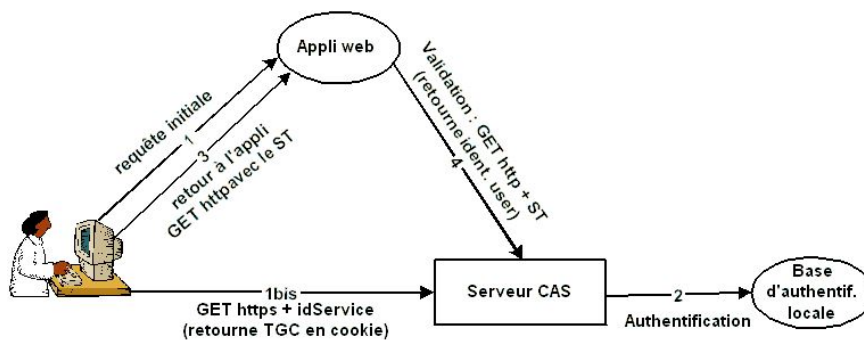 Appli web
requête initiale
1
3
retour à l'appli
GET httpavec le ST
Validation : GET http + ST
(retourne ident. user)
4
1bis
GET https + idService
(retourne TGC en cookie)
Serveur CAS
2
Authentification
Base
d'authentif.
locale